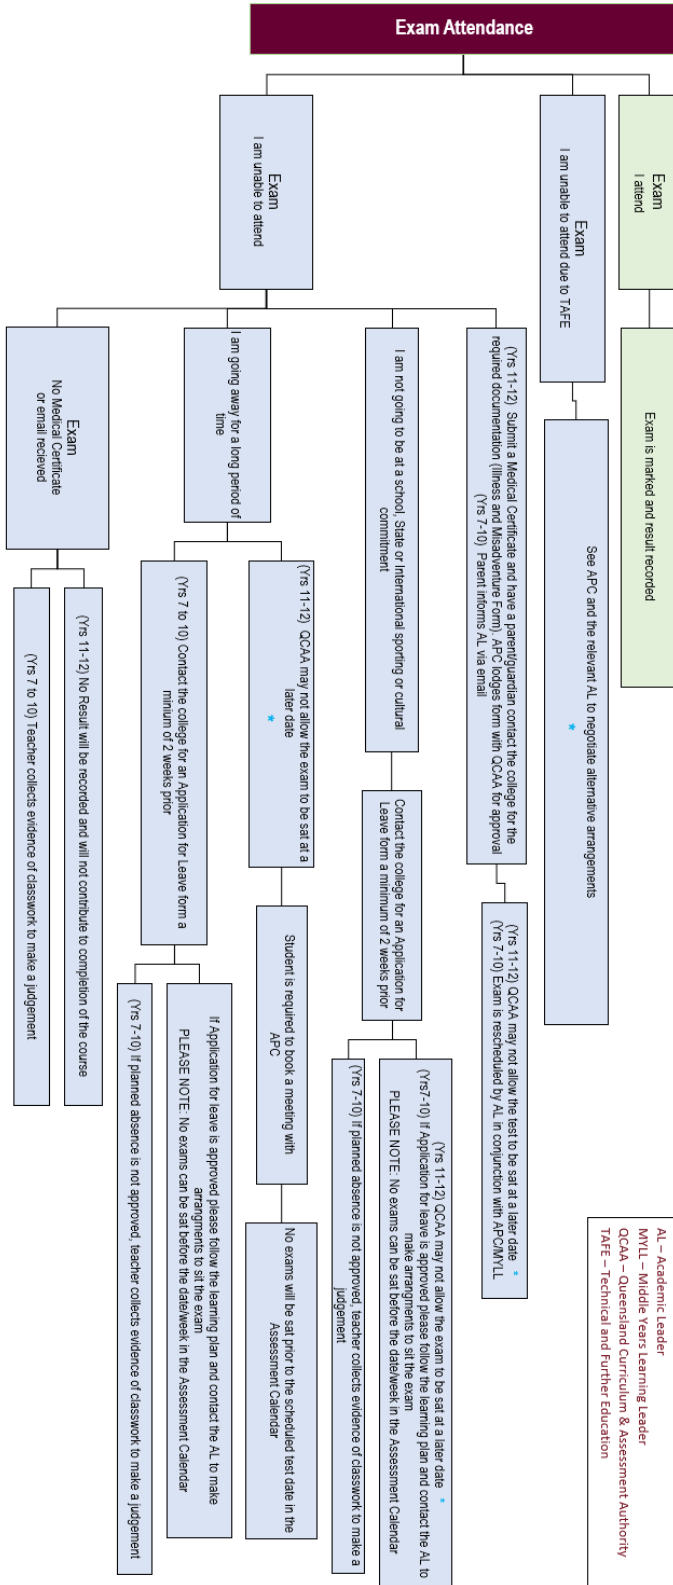 Exam Attendance
Exam
I attend
Exam is marked and result recorded
Exam
I am unable to attend due to TAFE
See APC and the relevant AL to negotiate alternative arrangements
*
Exam
I am unable to attend
(Yrs 11-12) Submit a Medical Certificate and have a parent/guardian contact the college for the
required documentation (Illness and Misadventure Form). APC lodges form with QCAA for approval
(Yrs 7-10) Parent informs AL via email
(Yrs 11-12) QCAA may not allow the test to be sat at a later date *
(Yrs 7-10) Exam is rescheduled by AL in conjunction with APC/MYLL
I am not going to be at a school, State or International sporting or cultural
commitment
Contact the college for an Application for
Leave form a minimum of 2 weeks prior
(Yrs 11-12) QCAA may not allow the exam to be sat at a later date *
(Yrs7-10) If Application for leave is approved please follow the learning plan and contact the AL to
make arrangments to sit the exam
PLEASE NOTE: No exams can be sat before the date/week in the Assessment Calendar
(Yrs 7-10) If planned absence is not approved, teacher collects evidence of classwork to make a
judgement
I am going away for a long period of
time
(Yrs 11-12) QCAA may not allow the exam to be sat at a
later date
*
Student is required to book a meeting with
APC
No exams will be sat prior to the scheduled test date in the
Assessment Calendar
(Yrs 7 to 10) Contact the college for an Application for Leave form a
minium of 2 weeks prior
If Application for leave is approved please follow the learning plan and contact the AL to make
arrangments to sit the exam
PLEASE NOTE: No exams can be sat before the date/week in the Assessment Calendar
(Yrs 7-10) If planned absence is not approved, teacher collects evidence of classwork to make a judgement
Exam
No Medical Certificate
or email recieved
(Yrs 11-12) No Result will be recorded and will not contribute to completion of the course
(Yrs 7 to 10) Teacher collects evidence of classwork to make a judgement
AL – Academic Leader
MYLL – Middle Years Learning Leader
QCAA – Queensland Curriculum & Assessment Authority
TAFE – Technical and Further Education